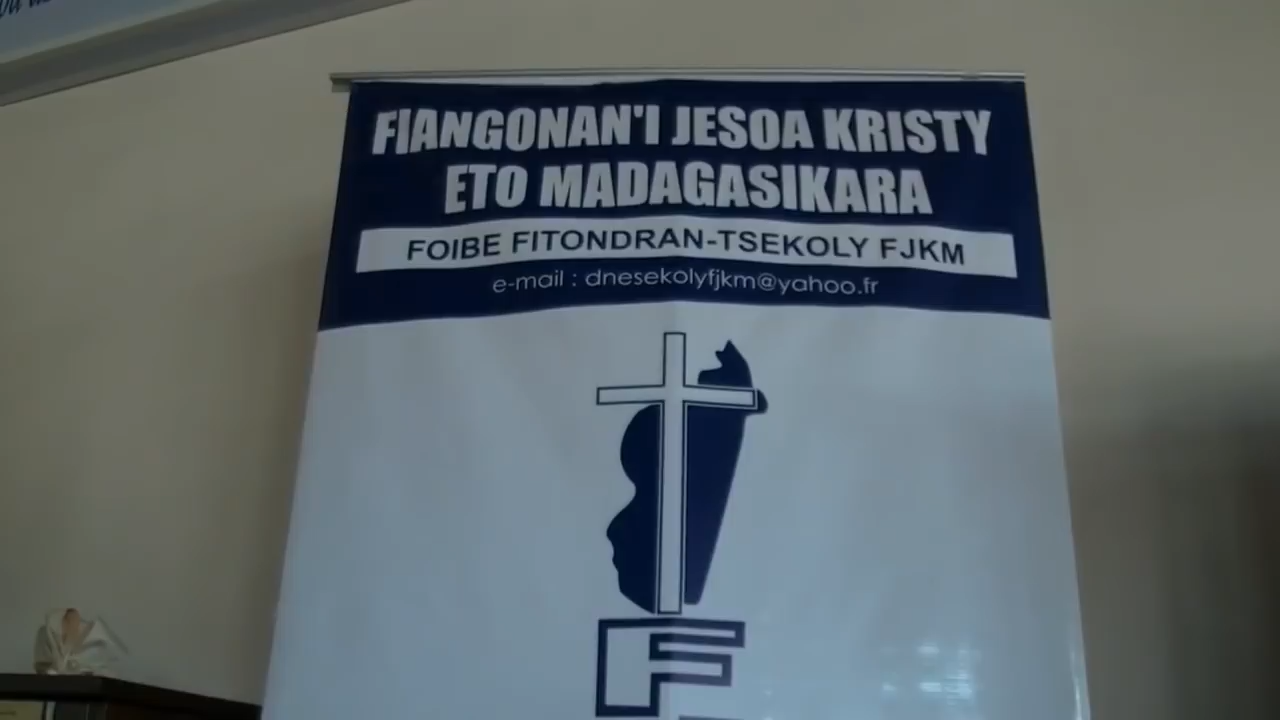 FIANGONAN'I JESOA KRISTY
ETO MADAGASIKARA
FOIBE FITONDRAN-TSEKOLY FJKM
e-mail : dnesekolyfjkm@yahoo.fr
F